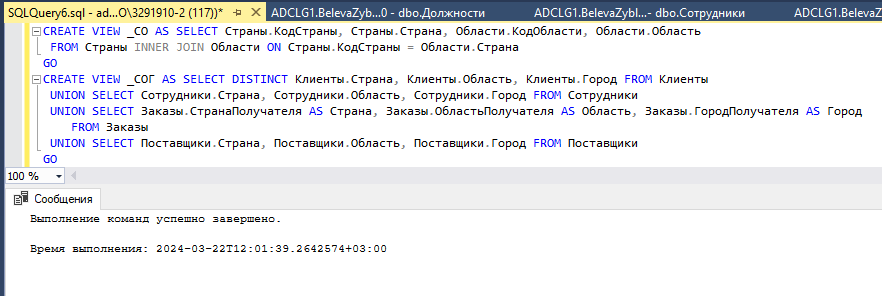 SQLQuery6.sql - ad...O\3291910-2 (117))* ADCLG1.BelevaZyb...0 - dbo.Должности ADCLG1.BelevaZybI...- dbo.Сотрудники ADCLG1.BelevaZ
CREATE VIEW _СО AS SELECT Страны.КодСтраны, Страны.Страна, Области.КодОбласти, Области.Область
FROM Страны INNER JOIN Области ON Страны.КодСтраны = Области.Страна
GO
CREATE VIEW _СОГ AS SELECT DISTINCT Клиенты.Страна, Клиенты.Область, Клиенты.Город FROM Клиенты
UNION SELECT Сотрудники.Страна, Сотрудники.Область, Сотрудники.Город FROM Сотрудники
UNION SELECT Заказы.СтранаПолучателя AS Страна, Заказы.ОбластьПолучателя AS Область, Заказы.ГородПолучателя AS Город
FROM Заказы
UNION SELECT Поставщики.Страна, Поставщики.Область, Поставщики.Город FROM Поставщики
GO
100 %
Сообщения
Выполнение команд успешно завершено.
Время выполнения: 2024-03-22T12:01:39.2642574+03:00